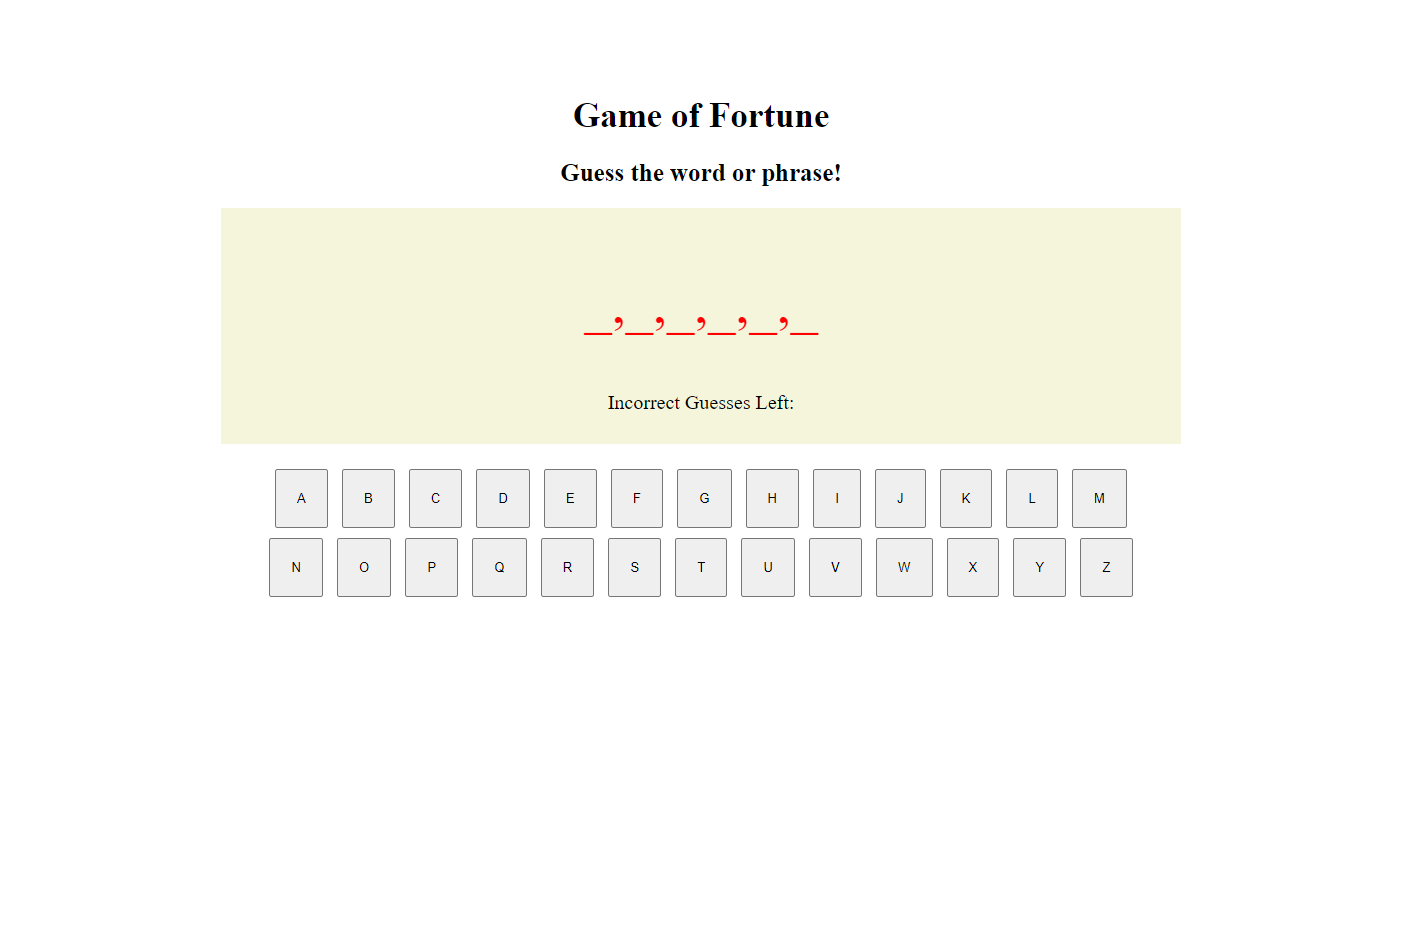 Game of Fortune
Guess the word or phrase!
_,_,_,_,_,_
Incorrect Guesses Left:
A B C D E F G H I J K L M
N O P Q R S T U V W X Y Z